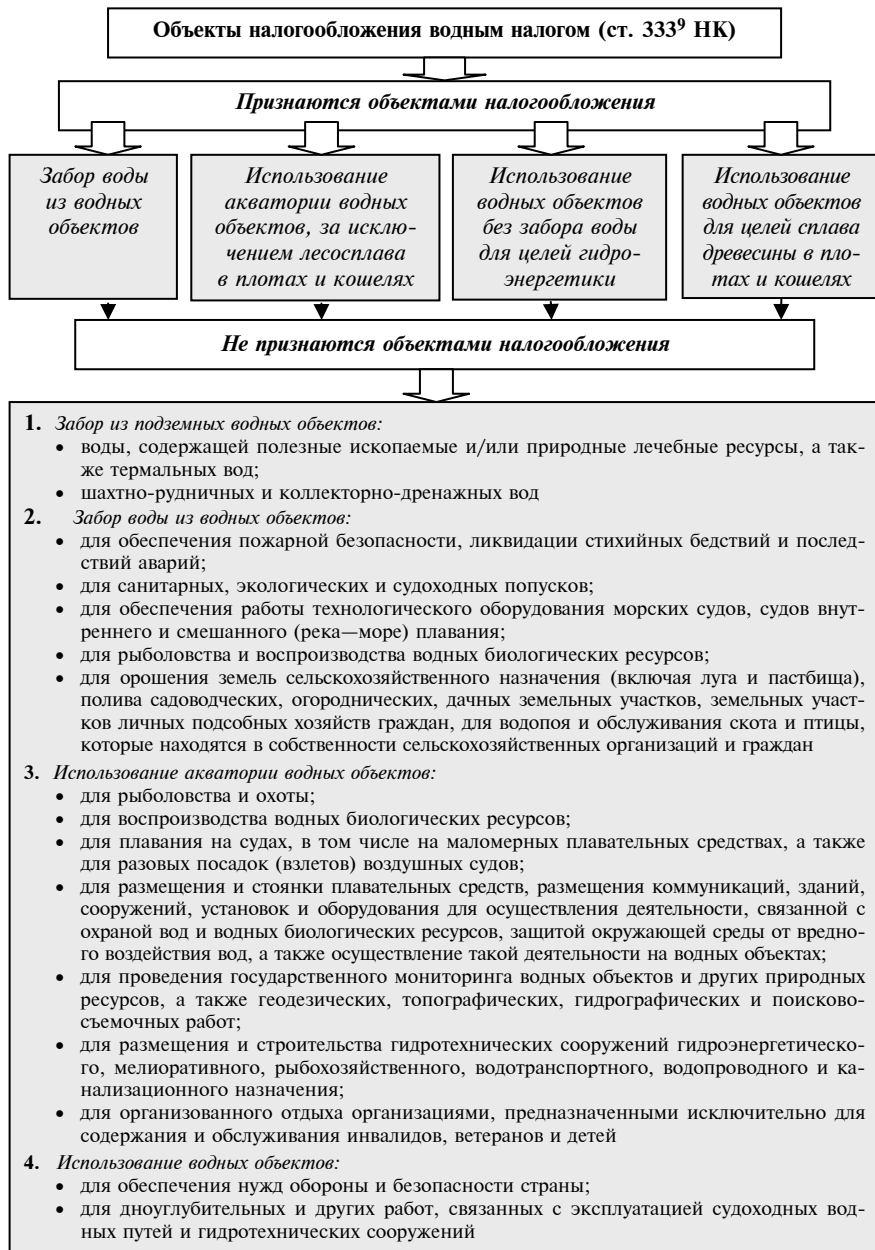 Объекты налогообложения водным налогом (ст. 333⁹ НК)
Признаются объектами налогообложения
Забор воды
из водных
объектов
Использование
акватории водных
объектов, за исклю-
чением лесосплава
в плотах и кошелях
Использование
водных объектов
без забора воды
для целей гидро-
энергетики
Использование
водных объектов
для целей сплава
древесины в пло-
тах и кошелях
Не признаются объектами налогообложения
1. Забор из подземных водных объектов:
• воды, содержащей полезные ископаемые и/или природные лечебные ресурсы, а так-
же термальных вод;
• шахтно-рудничных и коллекторно-дренажных вод
2. Забор воды из водных объектов:
• для обеспечения пожарной безопасности, ликвидации стихийных бедствий и послед-
ствий аварий;
• для санитарных, экологических и судоходных попусков;
• для обеспечения работы технологического оборудования морских судов, судов внут-
реннего и смешанного (река—море) плавания;
• для рыболовства и воспроизводства водных биологических ресурсов;
• для орошения земель сельскохозяйственного назначения (включая луга и пастбища),
полива садоводческих, огороднических, дачных земельных участков, земельных участ-
ков личных подсобных хозяйств граждан, для водопоя и обслуживания скота и птицы,
которые находятся в собственности сельскохозяйственных организаций и граждан
3. Использование акватории водных объектов:
• для рыболовства и охоты;
• для воспроизводства водных биологических ресурсов;
• для плавания на судах, в том числе на маломерных плавательных средствах, а также
для разовых посадок (взлетов) воздушных судов;
• для размещения и стоянки плавательных средств, размещения коммуникаций, зданий,
сооружений, установок и оборудования для осуществления деятельности, связанной с
охраной вод и водных биологических ресурсов, защитой окружающей среды от вредно-
го воздействия вод, а также осуществление такой деятельности на водных объектах;
• для проведения государственного мониторинга водных объектов и других природных
ресурсов, а также геодезических, топографических, гидрографических и поисково-
съемочных работ;
• для размещения и строительства гидротехнических сооружений гидроэнергетическо-
го, мелиоративного, рыбохозяйственного, водотранспортного, водопроводного и ка-
нализационного назначения;
• для организованного отдыха организациями, предназначенными исключительно для
содержания и обслуживания инвалидов, ветеранов и детей
4. Использование водных объектов:
• для обеспечения нужд обороны и безопасности страны;
• для дноуглубительных и других работ, связанных с эксплуатацией судоходных вод-
ных путей и гидротехнических сооружений